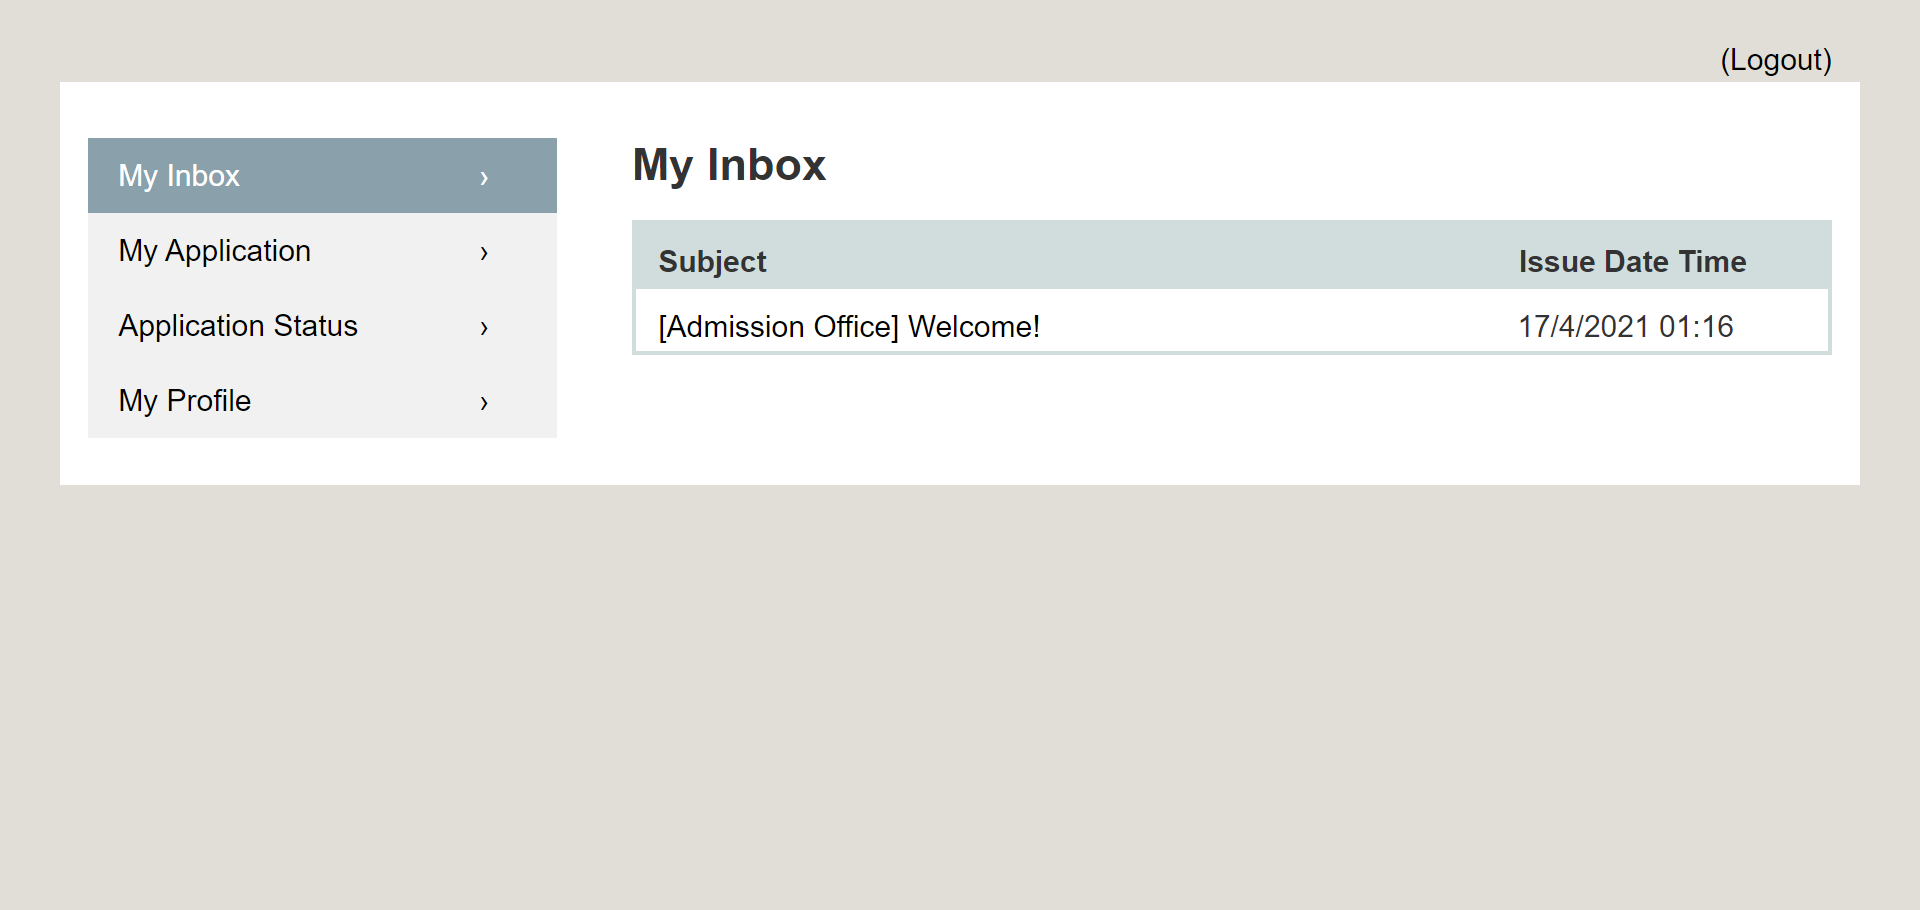 (Logout)
My Inbox ›
My Application ›
Application Status ›
My Profile ›
My Inbox
Subject Issue Date Time
[Admission Office] Welcome! 17/4/2021 01:16